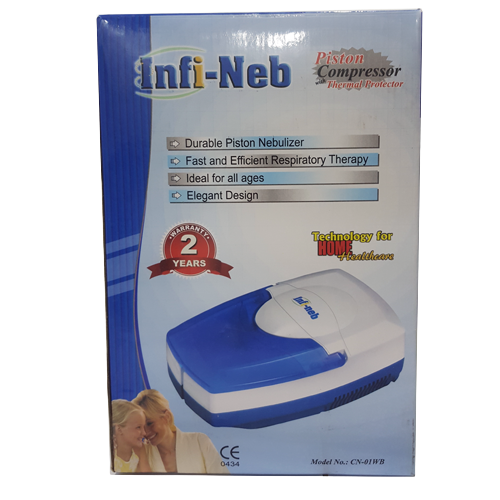 Infi-Neb
Piston
Compressor
with Thermal Protector
Durable Piston Nebulizer
Fast and Efficient Respiratory Therapy
Ideal for all ages
Elegant Design
WARRANTY
2
YEARS
Technology for
HOME
Healthcare
Infi-neb
CE
0434
Model No.: CN-01WB